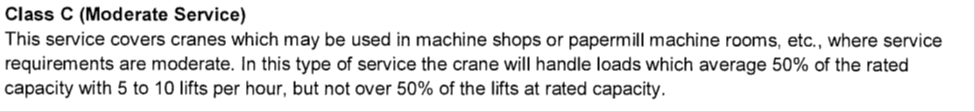 Class C (Moderate Service)
This service covers cranes which may be used in machine shops or papermill machine rooms, etc., where service
requirements are moderate. In this type of service the crane will handle loads which average 50% of the rated
capacity with 5 to 10 lifts per hour, but not over 50% of the lifts at rated capacity.